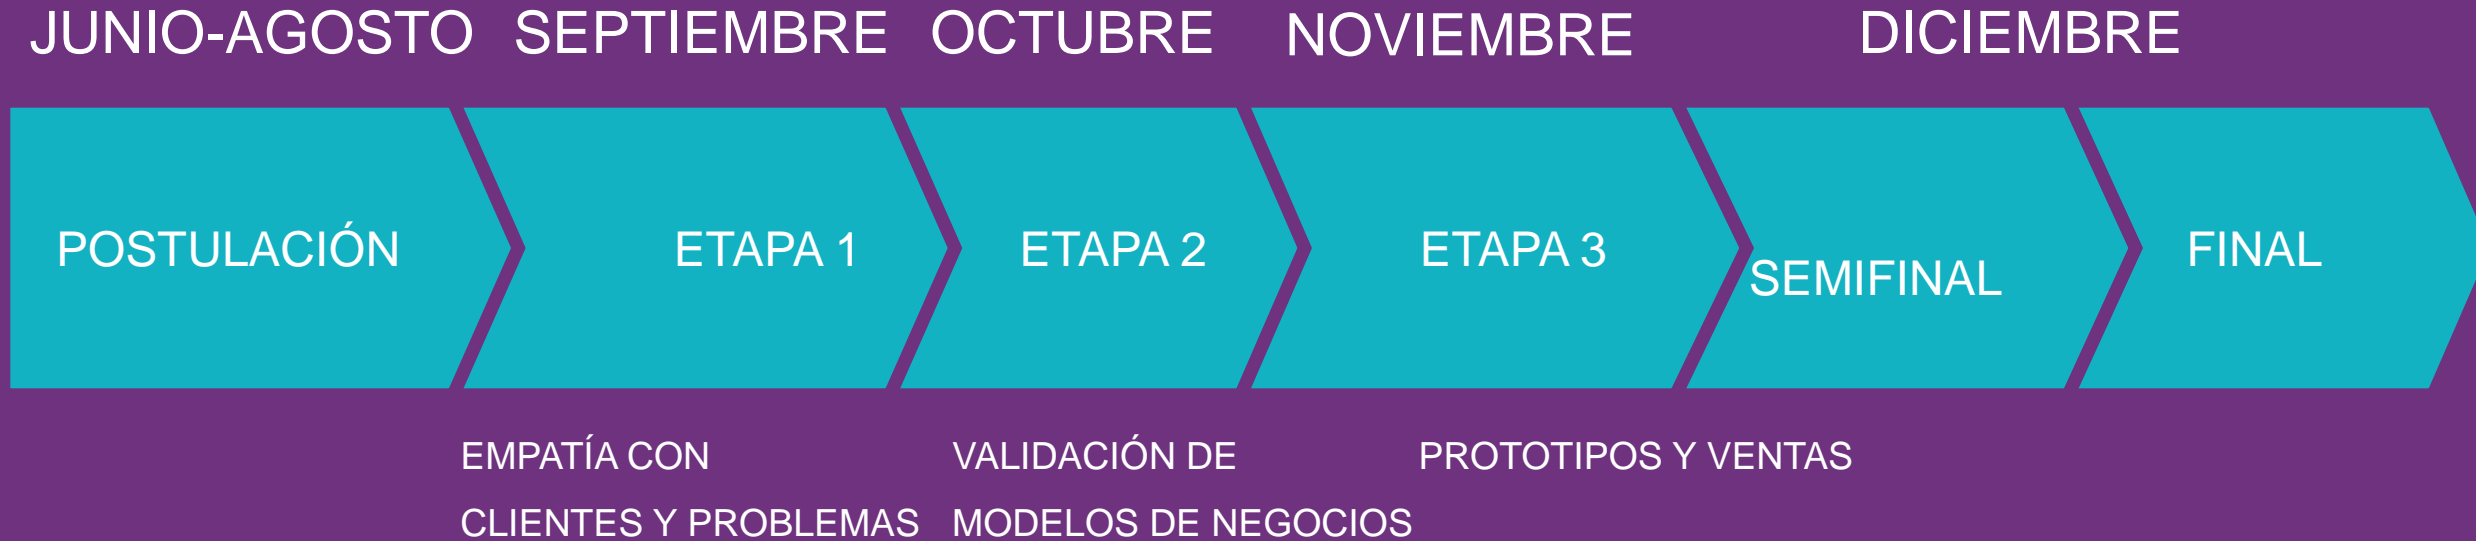 JUNIO-AGOSTO SEPTIEMBRE OCTUBRE NOVIEMBRE DICIEMBRE
POSTULACIÓN ETAPA 1 ETAPA 2 ETAPA 3 SEMIFINAL FINAL
EMPATÍA CON
CLIENTES Y PROBLEMAS
VALIDACIÓN DE
MODELOS DE NEGOCIOS
PROTOTIPOS Y VENTAS